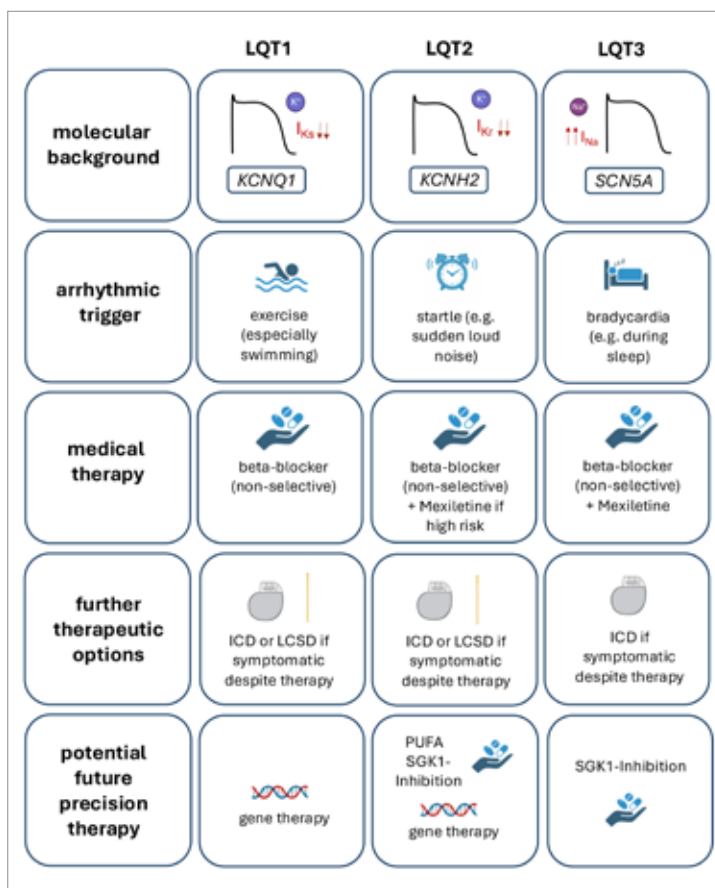 LQT1
LQT2
LQT3
molecular
background
K+
IKs ↓↓
KCNQ1
K+
IKr ↓↓
KCNH2
Na+
↑↑ INa
SCN5A
arrhythmic
trigger
exercise
(especially
swimming)
startle (e.g.
sudden loud
noise)
bradycardia
(e.g. during
sleep)
medical
therapy
beta-blocker
(non-selective)
beta-blocker
(non-selective)
+ Mexiletine if
high risk
beta-blocker
(non-selective)
+ Mexiletine
further
therapeutic
options
ICD or LCSD if
symptomatic
despite therapy
ICD or LCSD if
symptomatic
despite therapy
ICD if
symptomatic
despite therapy
potential
future
precision
therapy
gene therapy
PUFA
SGK1-
Inhibition
gene therapy
SGK1-Inhibition